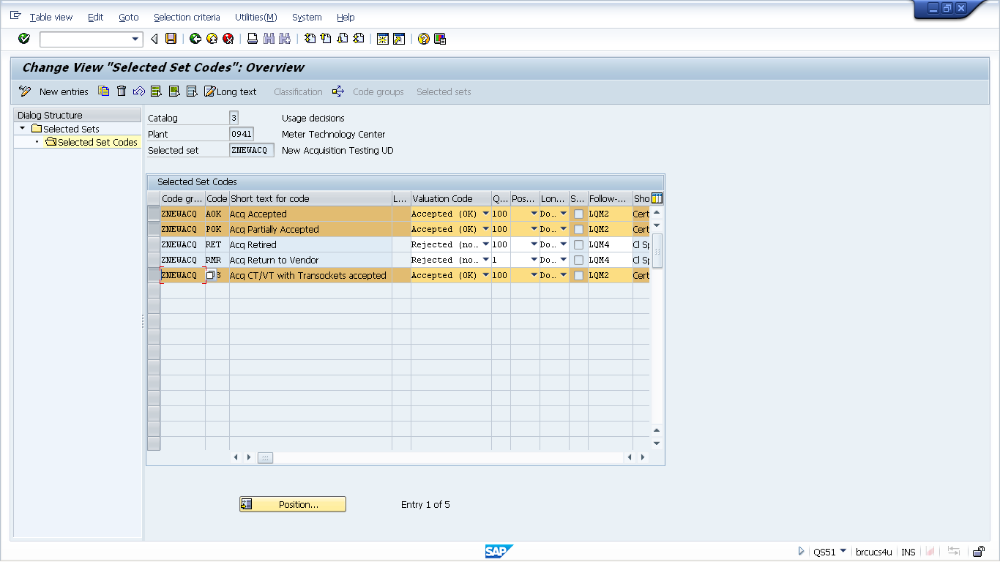 Table view Edit Goto Selection criteria Utilities(M) System Help
Change View "Selected Set Codes": Overview
New entries Long text Classification Code groups Selected sets
Dialog Structure
Selected Sets
Selected Set Codes
Catalog 3 Usage decisions
Plant 0941 Meter Technology Center
Selected set ZNEWACQ New Acquisition Testing UD
Selected Set Codes
Code gr... Code Short text for code L... Valuation Code Q... Pos... Lon... S... Follow-... Sho
ZNEWACQ AOK Acq Accepted Accepted (OK) 100 Do… LQM2 Cert
ZNEWACQ POK Acq Partially Accepted Accepted (OK) 100 Do… LQM2 Cert
ZNEWACQ RET Acq Retired Rejected (no… 100 Do… LQM4 Cl Sp
ZNEWACQ RMR Acq Return to Vendor Rejected (no… 1 Do… LQM4 Cl Sp
ZNEWACQ S Acq CT/VT with Transockets accepted Accepted (OK) 100 Do… LQM2 Cert
Position... Entry 1 of 5
SAP QS51 brcucs4u INS